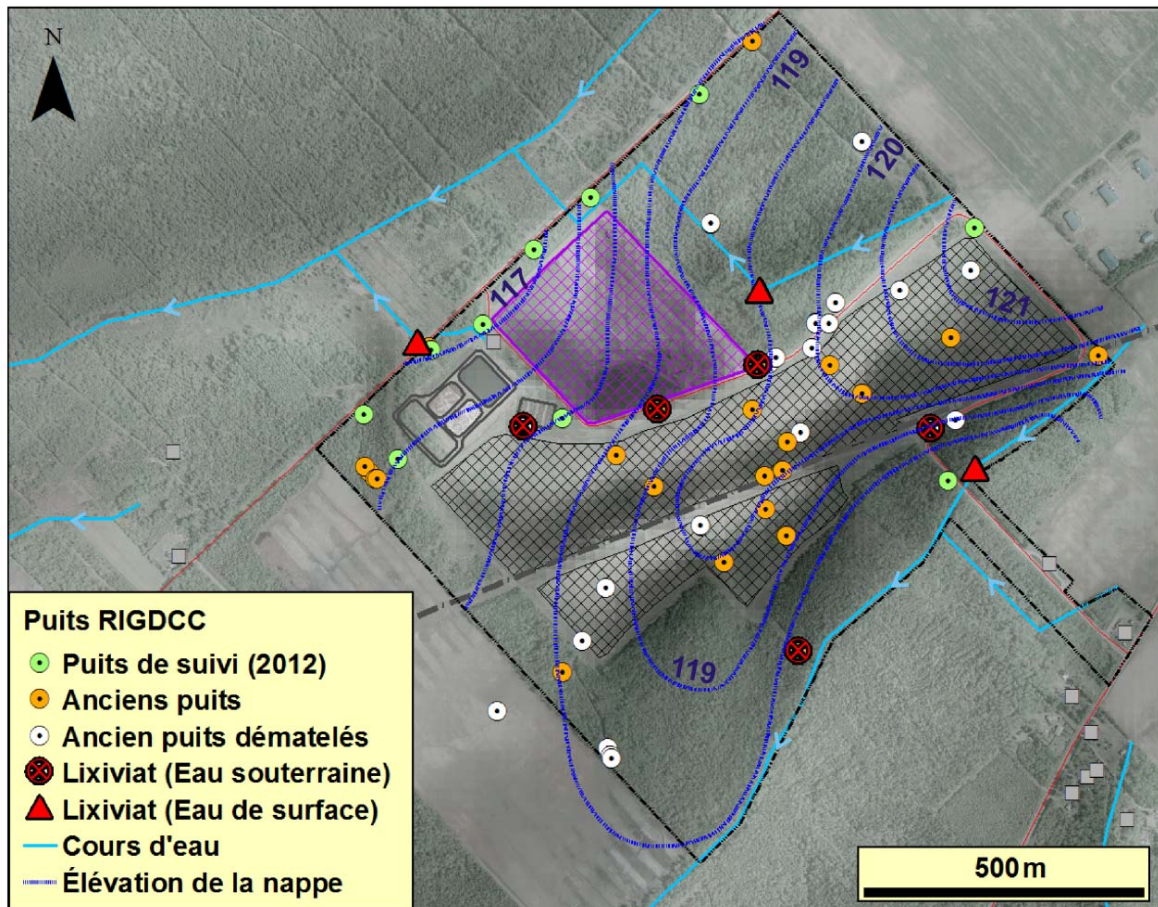 N
119
120
117
121
119
Puits RIGDCC
Puits de suivi (2012)
Anciens puits
Ancien puits dématelés
Lixiviat (Eau souterraine)
Lixiviat (Eau de surface)
Cours d'eau
Élévation de la nappe
500 m